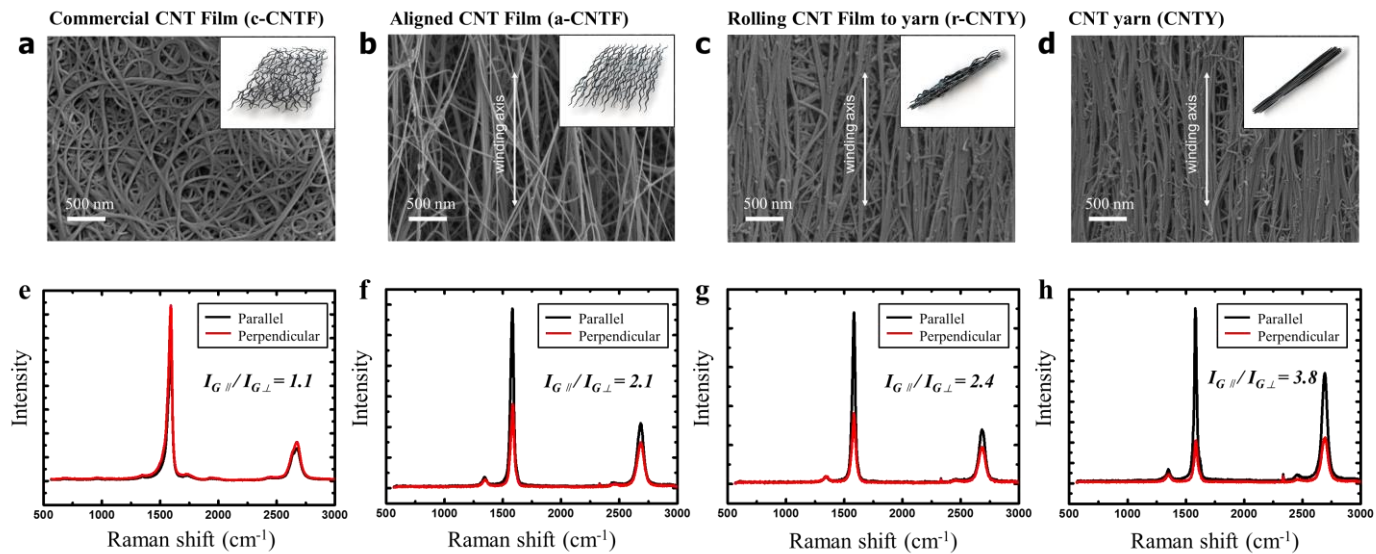 Commercial CNT Film (c-CNTF)
Aligned CNT Film (a-CNTF)
Rolling CNT Film to yarn (r-CNTY)
CNT yarn (CNTY)
a
500 nm
b
winding axis
500 nm
c
winding axis
500 nm
d
winding axis
500 nm
e
Parallel
Perpendicular
I_G // / I_G⊥ = 1.1
Intensity
500 1000 1500 2000 2500 3000
Raman shift (cm⁻¹)
f
Parallel
Perpendicular
I_G // / I_G⊥ = 2.1
Intensity
500 1000 1500 2000 2500 3000
Raman shift (cm⁻¹)
g
Parallel
Perpendicular
I_G // / I_G⊥ = 2.4
Intensity
500 1000 1500 2000 2500 3000
Raman shift (cm⁻¹)
h
Parallel
Perpendicular
I_G // / I_G⊥ = 3.8
Intensity
500 1000 1500 2000 2500 3000
Raman shift (cm⁻¹)